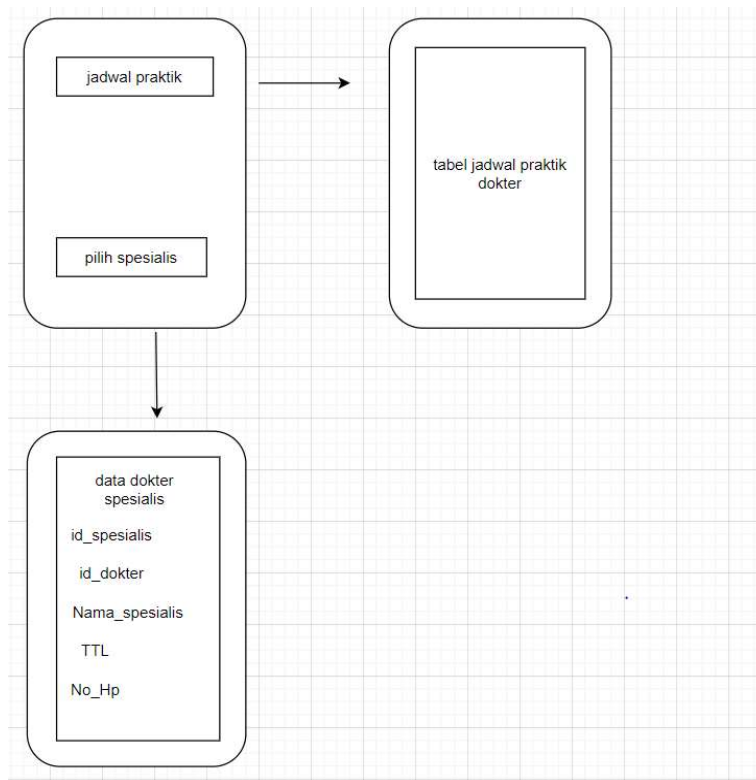 jadwal praktik
pilih spesialis
tabel jadwal praktik
dokter
data dokter
spesialis
id_spesialis
id_dokter
Nama_spesialis
TTL
No_Hp